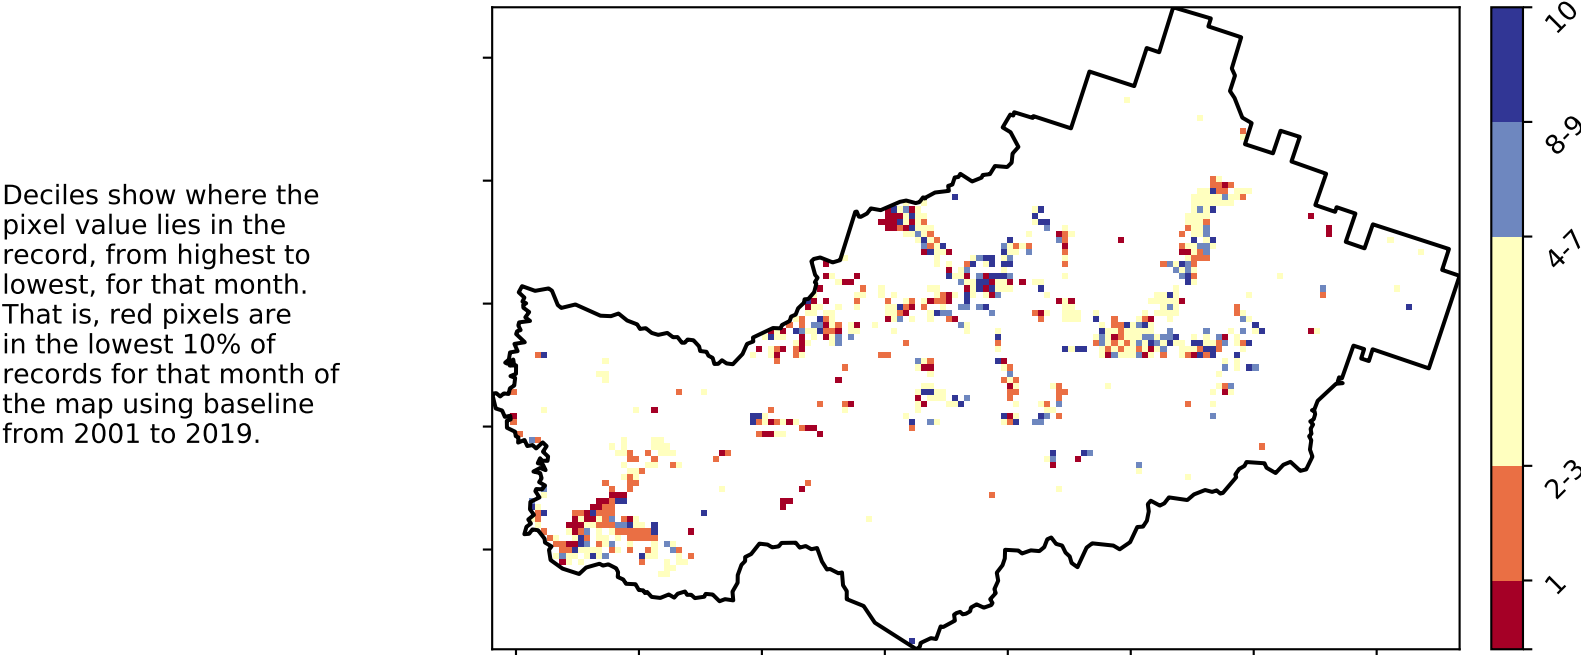 Deciles show where the
pixel value lies in the
record, from highest to
lowest, for that month.
That is, red pixels are
in the lowest 10% of
records for that month of
the map using baseline
from 2001 to 2019.
10
8-9
4-7
2-3
1